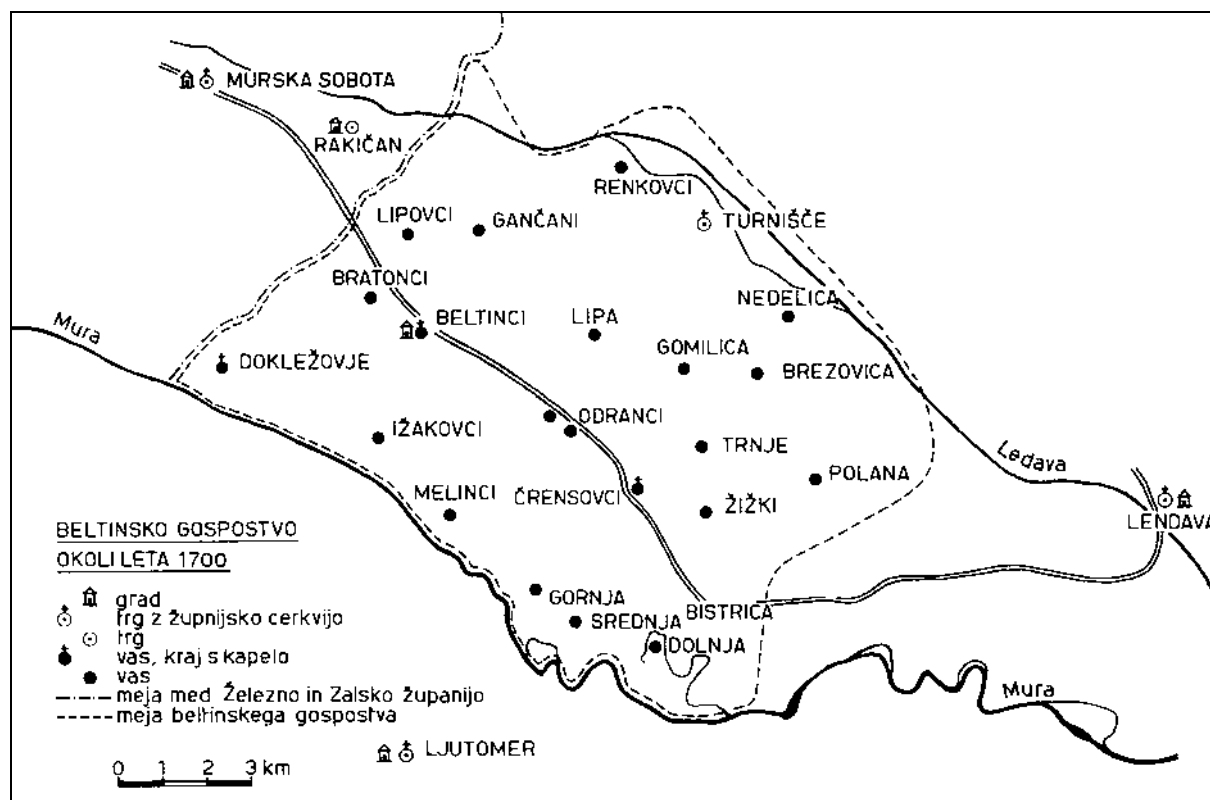 MURSKA SOBOTA
RAKIČAN
RENKOVCI
LIPOVCI
GANČANI
TURNIŠČE
BRATONCI
NEDELICA
Mura
BELTINCI
LIPA
GOMILICA
DOKLEŽOVJE
BREZOVICA
ODRANCI
IŽAKOVCI
TRNJE
Ledava
POLANA
ČRENSOVCI
MELINCI
ŽIŽKI
LENDAVA
GORNJA
BISTRICA
SREDNJA
DOLNJA
Mura
BELTINSKO GOSPOSTVO
OKOLI LETA 1700
grad
trg z župnijsko cerkvijo
trg
vas, kraj s kapelo
vas
meja med Železno in Zalsko županijo
meja beltinskega gospostva
LJUTOMER
0 1 2 3 km